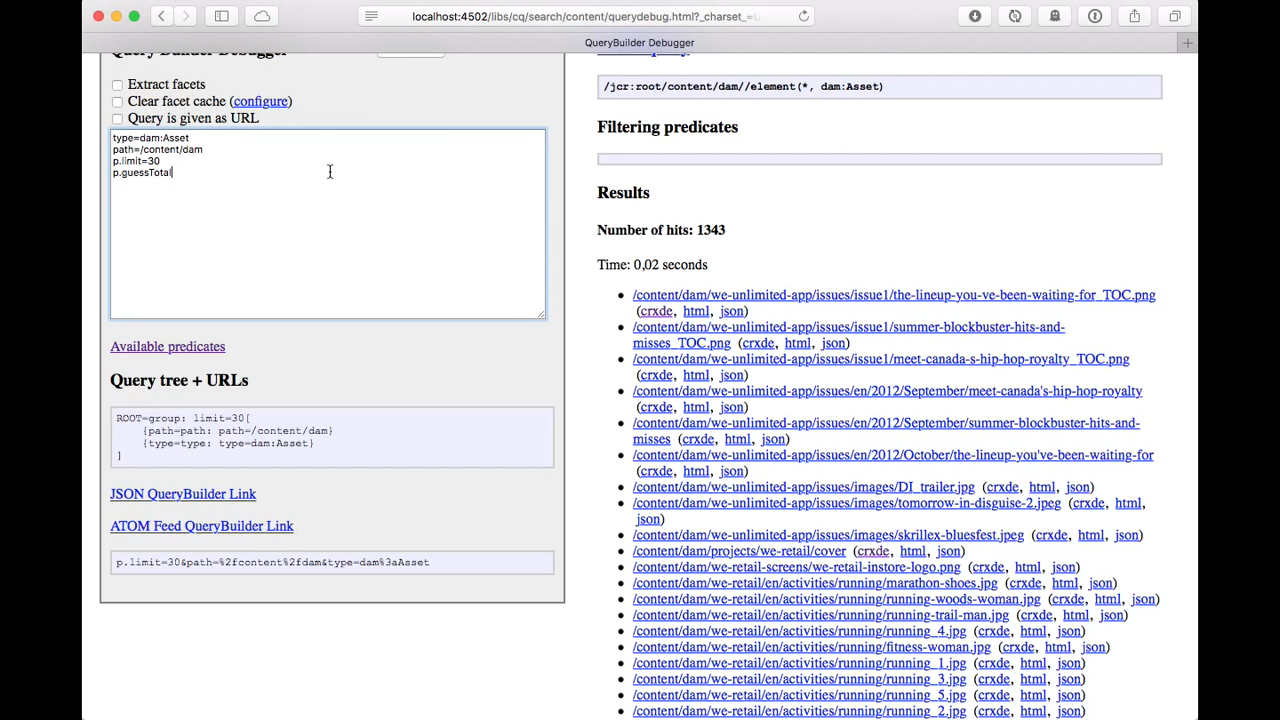 localhost:4502/libs/cq/search/content/querydebug.html?_charset_=
QueryBuilder Debugger
Query Builder Debugger
Extract facets
Clear facet cache (configure)
Query is given as URL
type=dam:Asset
path=/content/dam
p.limit=30
p.guessTotal
Available predicates
Query tree + URLs
ROOT=group: limit=30[
{path=path: path=/content/dam}
{type=type: type=dam:Asset}
]
JSON QueryBuilder Link
ATOM Feed QueryBuilder Link
p.limit=30&path=%2fcontent%2fdam&type=dam%3aAsset
/jcr:root/content/dam//element(*, dam:Asset)
Filtering predicates
Results
Number of hits: 1343
Time: 0,02 seconds
/content/dam/we-unlimited-app/issues/issue1/the-lineup-you-ve-been-waiting-for_TOC.png
(crxde, html, json)
/content/dam/we-unlimited-app/issues/issue1/summer-blockbuster-hits-and-
misses_TOC.png (crxde, html, json)
/content/dam/we-unlimited-app/issues/issue1/meet-canada-s-hip-hop-royalty_TOC.png
(crxde, html, json)
/content/dam/we-unlimited-app/issues/en/2012/September/meet-canada's-hip-hop-royalty
(crxde, html, json)
/content/dam/we-unlimited-app/issues/en/2012/September/summer-blockbuster-hits-and-
misses (crxde, html, json)
/content/dam/we-unlimited-app/issues/en/2012/October/the-lineup-you've-been-waiting-for
(crxde, html, json)
/content/dam/we-unlimited-app/issues/images/DI_trailer.jpg (crxde, html, json)
/content/dam/we-unlimited-app/issues/images/tomorrow-in-disguise-2.jpeg (crxde, html,
json)
/content/dam/we-unlimited-app/issues/images/skrillex-bluesfest.jpeg (crxde, html, json)
/content/dam/projects/we-retail/cover (crxde, html, json)
/content/dam/we-retail-screens/we-retail-instore-logo.png (crxde, html, json)
/content/dam/we-retail/en/activities/running/marathon-shoes.jpg (crxde, html, json)
/content/dam/we-retail/en/activities/running/running-woods-woman.jpg (crxde, html, json)
/content/dam/we-retail/en/activities/running/running-trail-man.jpg (crxde, html, json)
/content/dam/we-retail/en/activities/running/running_4.jpg (crxde, html, json)
/content/dam/we-retail/en/activities/running/fitness-woman.jpg (crxde, html, json)
/content/dam/we-retail/en/activities/running/running_1.jpg (crxde, html, json)
/content/dam/we-retail/en/activities/running/running_3.jpg (crxde, html, json)
/content/dam/we-retail/en/activities/running/running_5.jpg (crxde, html, json)
/content/dam/we-retail/en/activities/running/running_2.jpg (crxde, html, json)